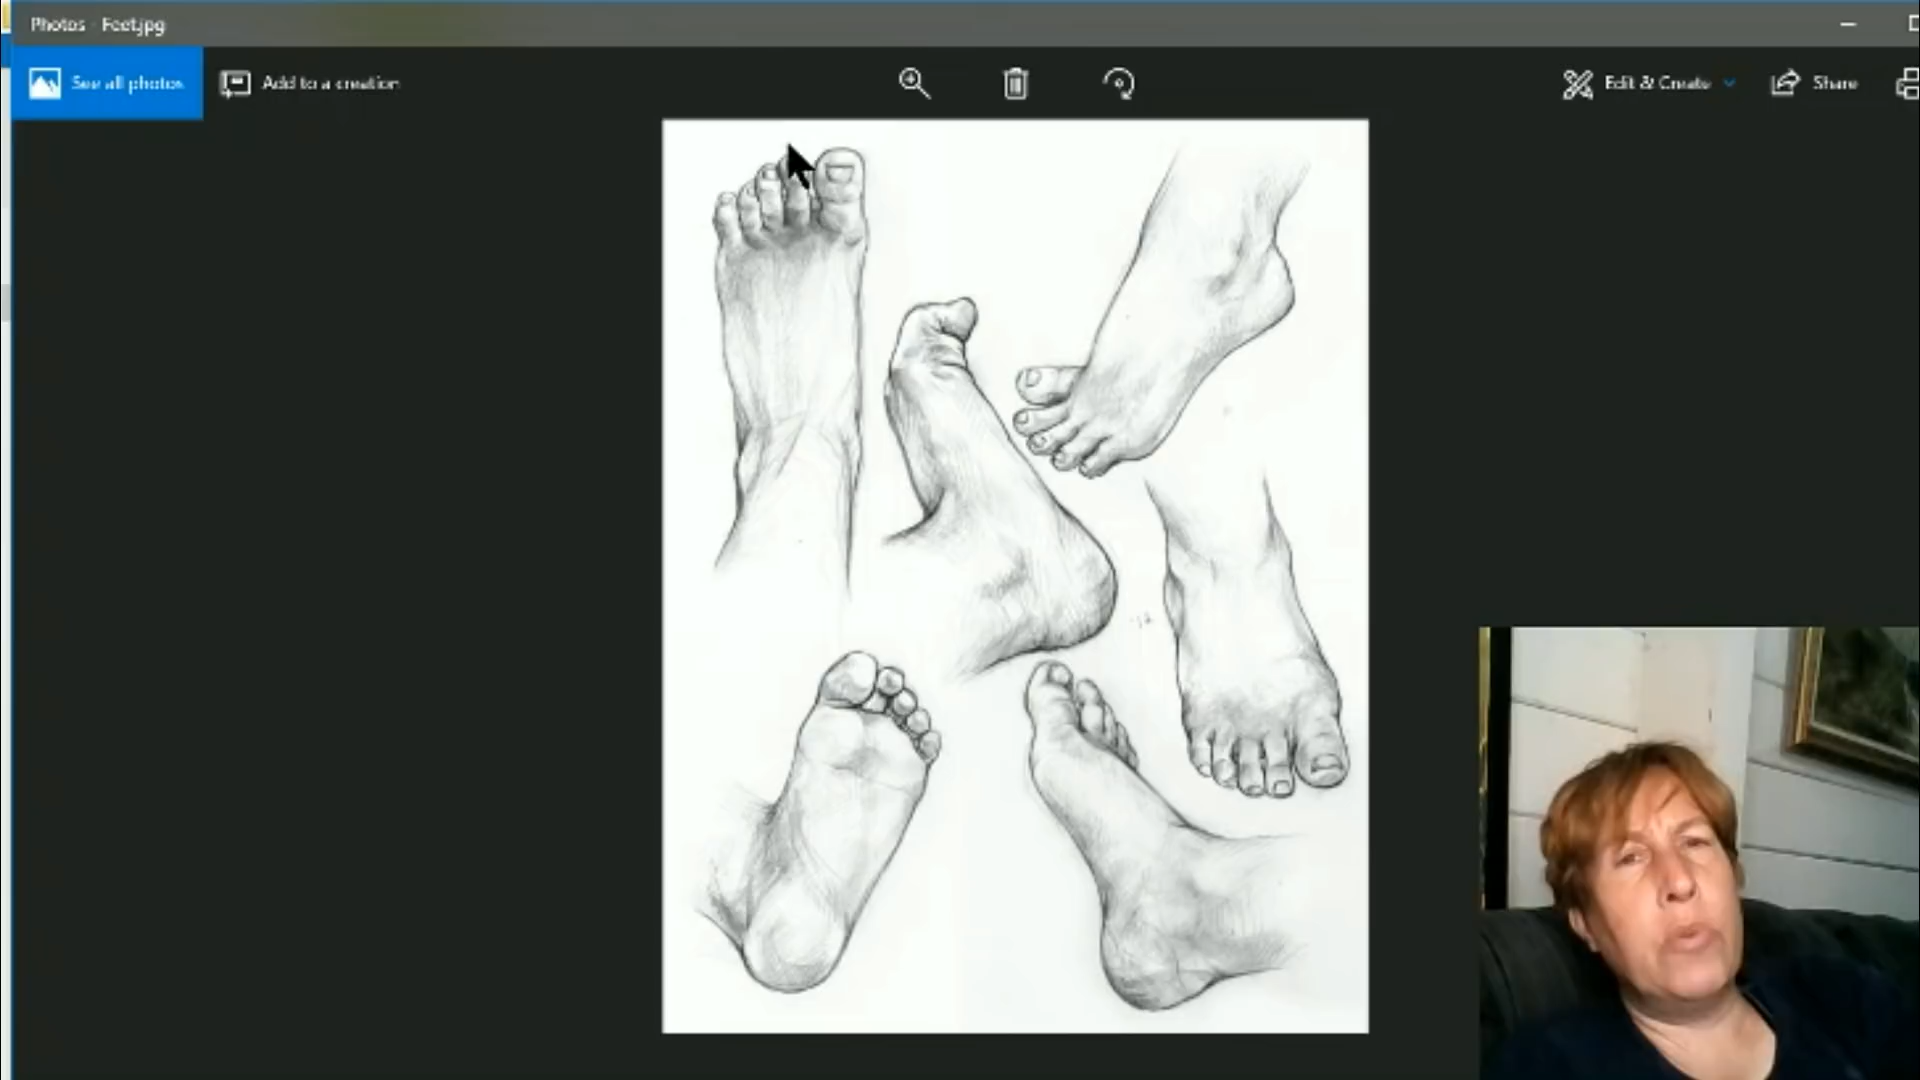 Photos - Feet.jpg
See all photos
Add to a creation
Edit & Create
Share